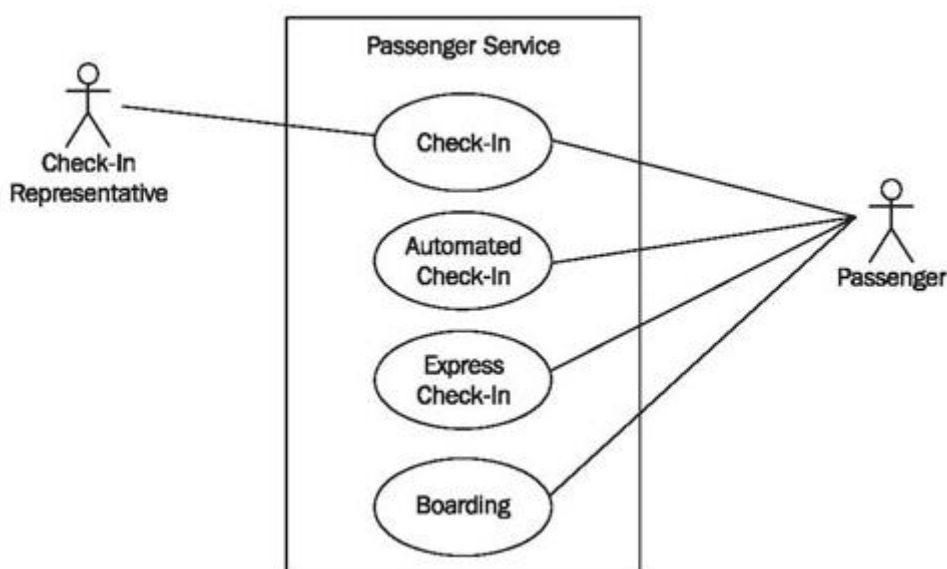 Passenger Service
Check-In
Representative
Check-In
Automated
Check-In
Express
Check-In
Boarding
Passenger